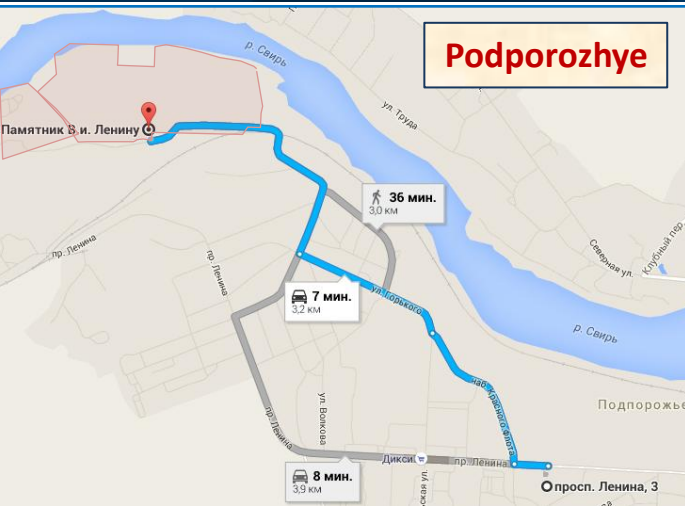 Podporozhye
р. Свирь
ул. Труда
Памятник В.и. Ленину
36 мин.
3,0 км
пр. Ленина
пр. Ленина
Северная ул.
Клубный пер.
7 мин.
3,2 км
ул. Горького
р. Свирь
наб. Красного Флота
Подпорожье
пр. Ленина
ул. Волкова
Дикси
пр. Ленина
8 мин.
3,9 км
просп. Ленина, 3